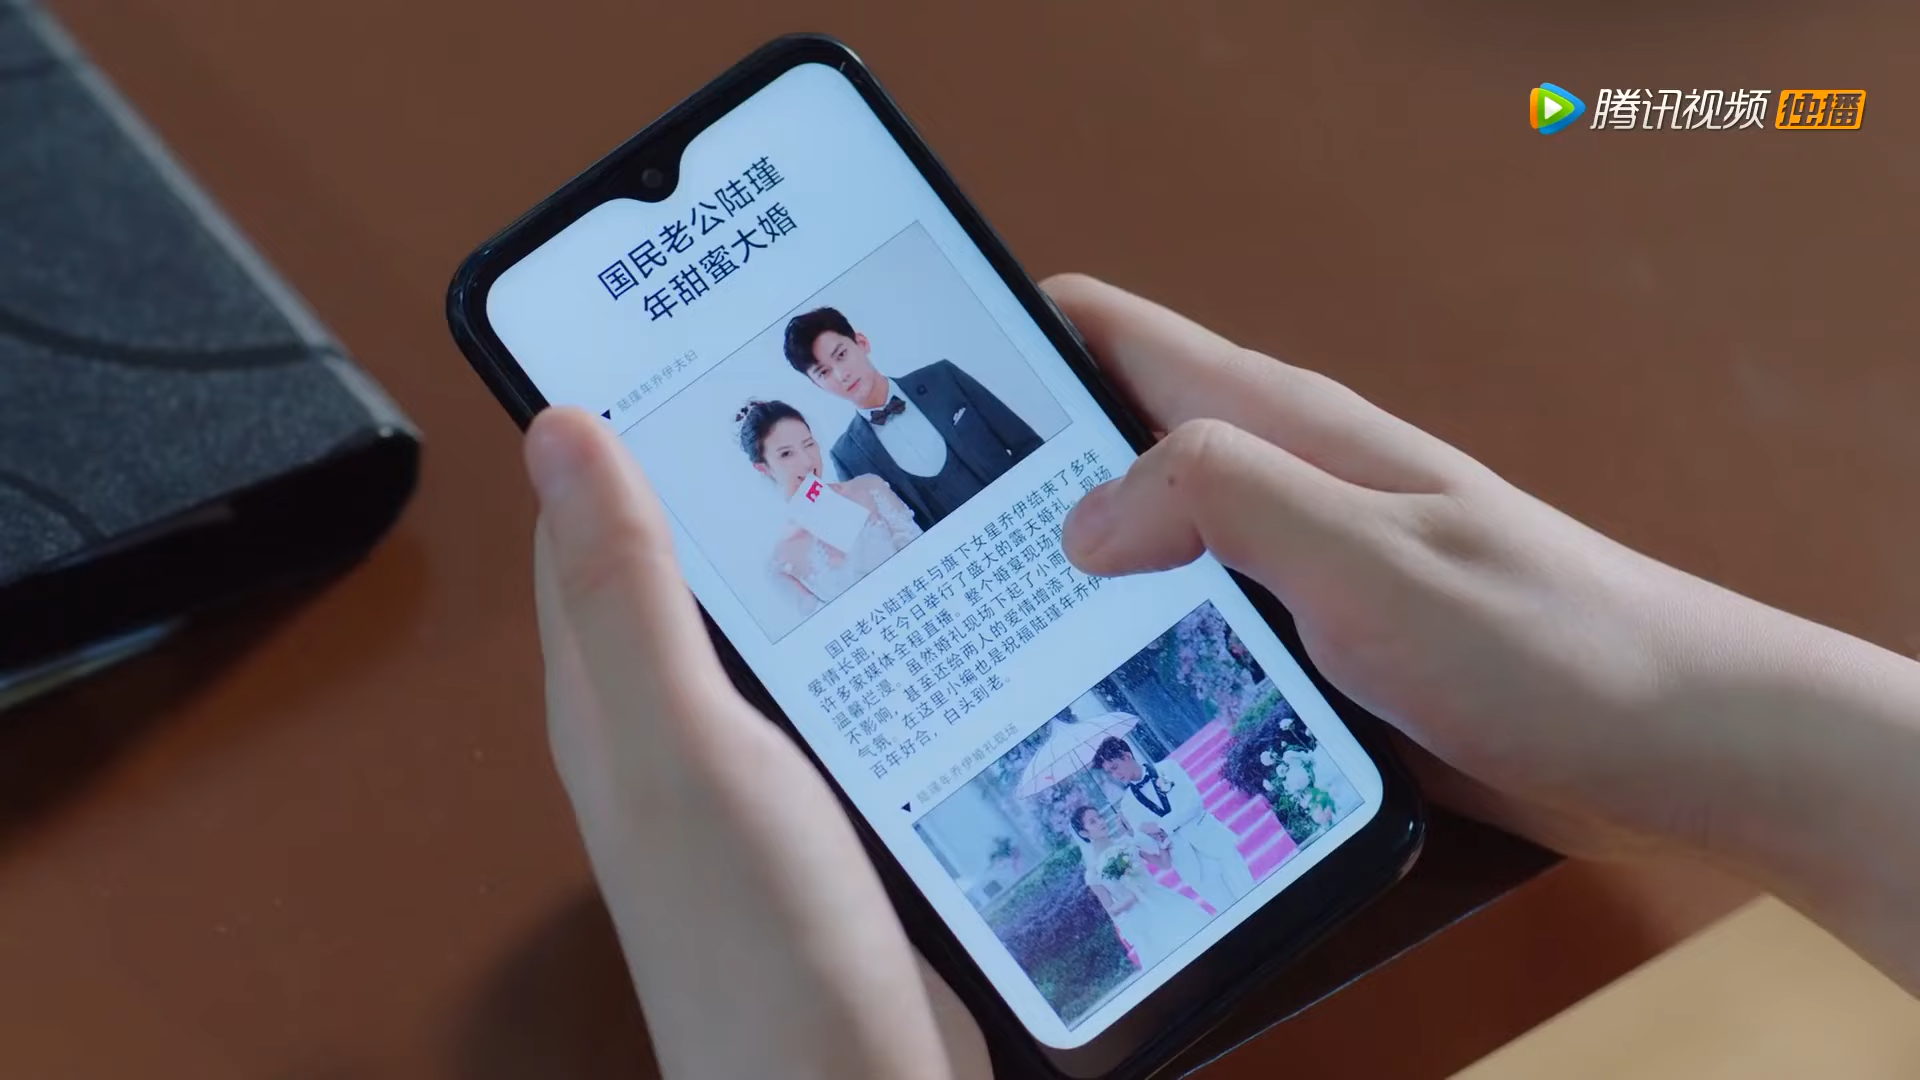 腾讯视频 独播
国民老公陆瑾
年甜蜜大婚
▼ 陆瑾年乔伊夫妇
国民老公陆瑾年与旗下女星乔伊结束了多年
爱情长跑，在今日举行了盛大的露天婚礼。现场
许多家媒体全程直播。整个婚宴现场
温馨烂漫。虽然婚礼现场下起了小雨
不影响，甚至还给两人的爱情增添了
气氛。在这里小编也是祝福陆瑾年乔伊
百年好合，白头到老。
▼ 陆瑾年乔伊婚礼现场